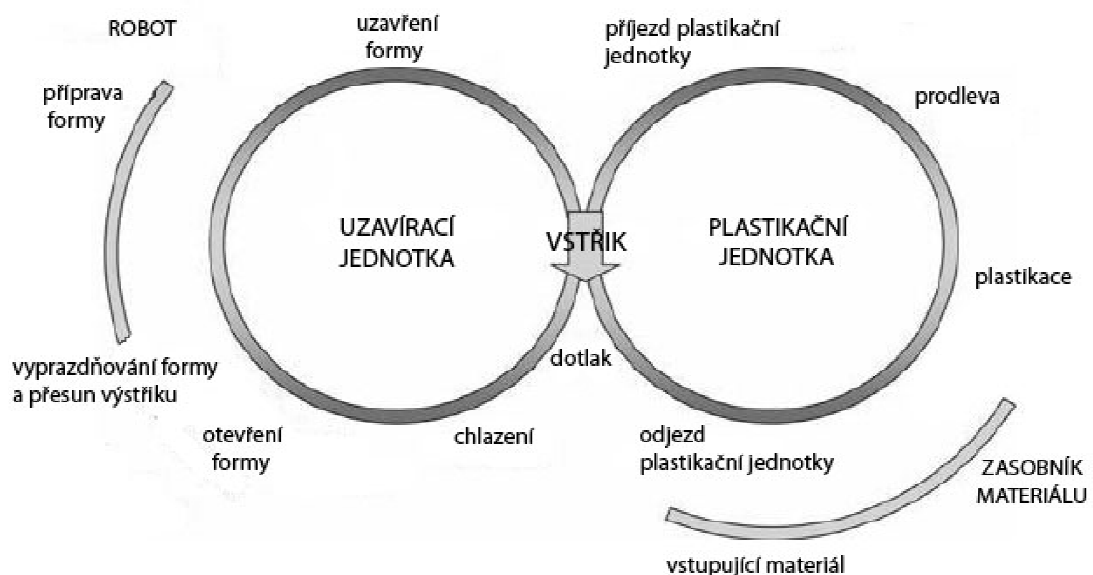 ROBOT
příprava
formy
vyprazdňování formy
a přesun výstřiku
uzavření
formy
UZAVÍRACÍ
JEDNOTKA
otevření
formy
chlazení
VSTŘIK
dotlak
příjezd plastikační
jednotky
prodleva
PLASTIKAČNÍ
JEDNOTKA
plastikace
odjezd
plastikační jednotky
ZASOBNÍK
MATERIÁLU
vstupující materiál